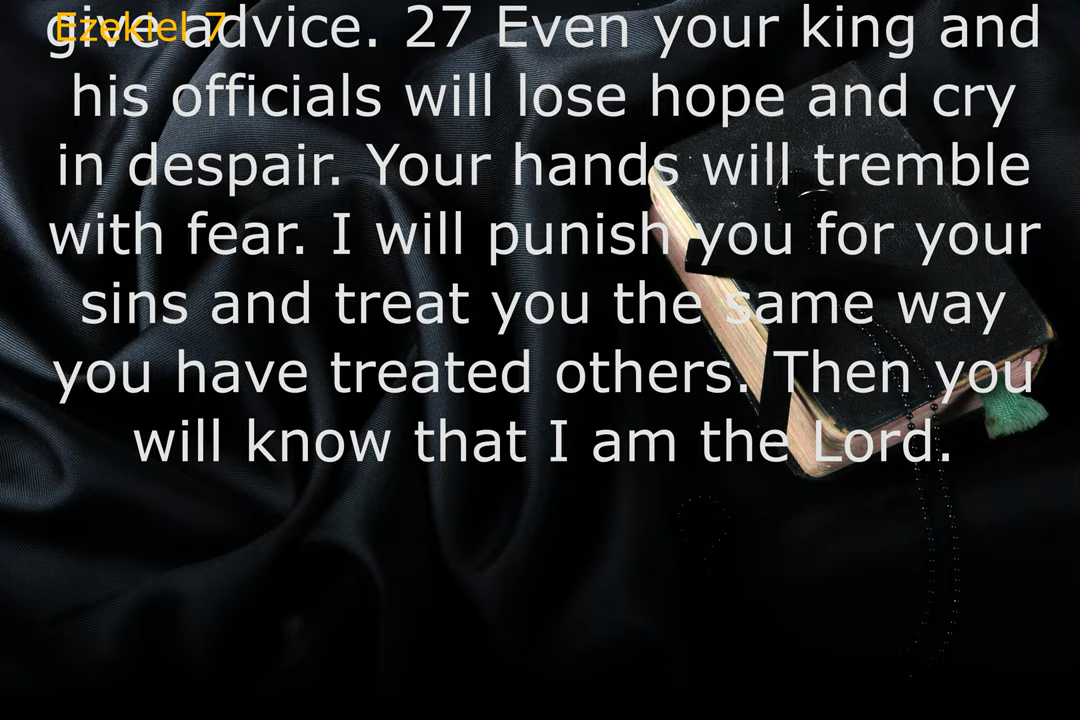 Ezekiel 7
give advice. 27 Even your king and
his officials will lose hope and cry
in despair. Your hands will tremble
with fear. I will punish you for your
sins and treat you the same way
you have treated others. Then you
will know that I am the Lord.